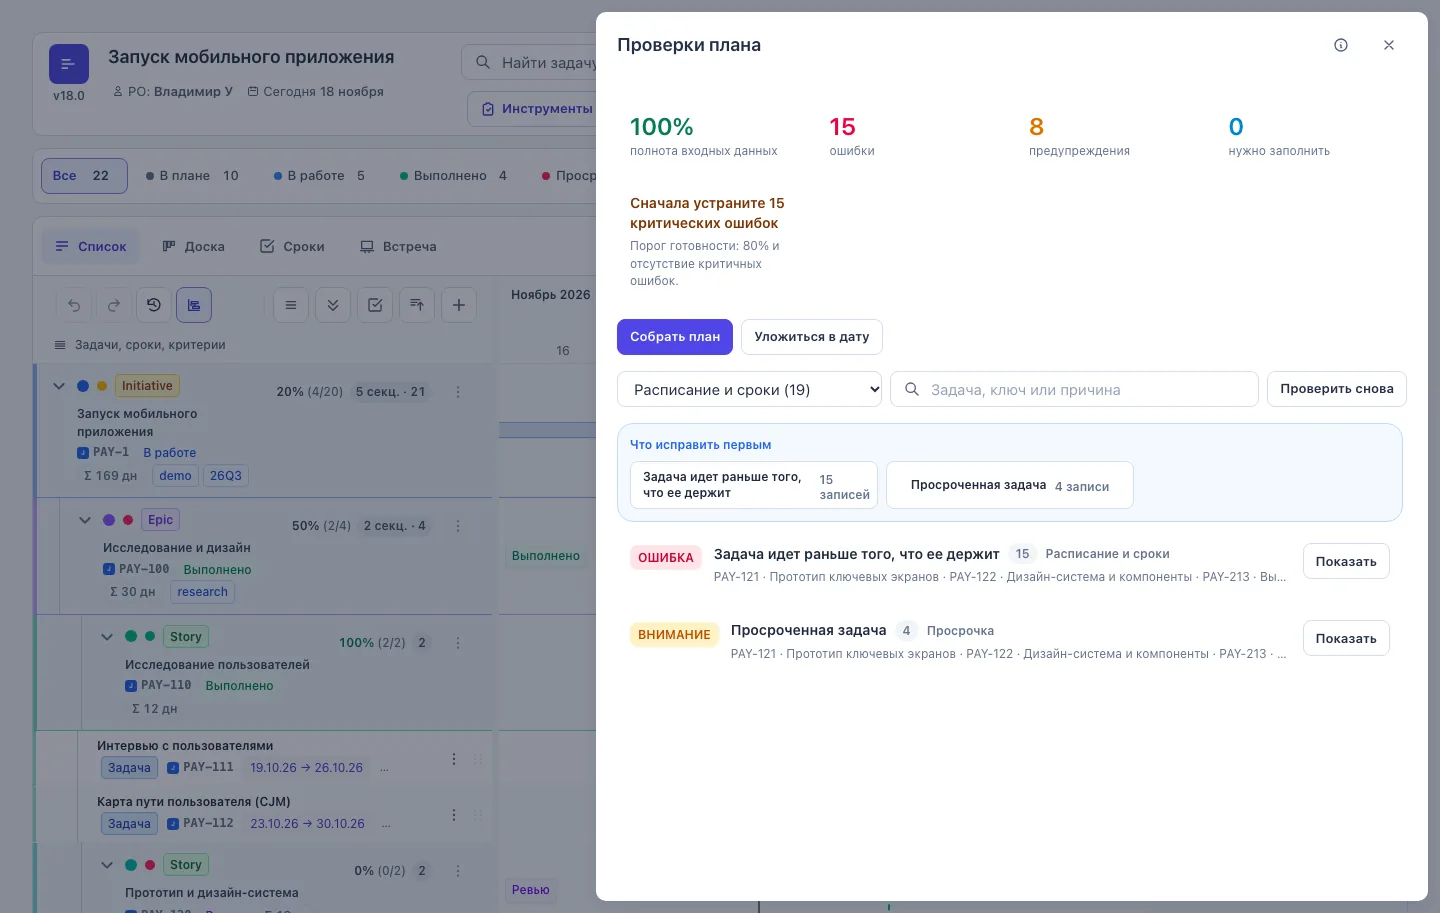 Запуск мобильного приложения
v18.0
PO: Владимир У
Сегодня 18 ноября
Найти задачу
Инструменты
Все 22
В плане 10
В работе 5
Выполнено 4
Список
Доска
Сроки
Встреча
Ноябрь 2026
Задачи, сроки, критерии
16
Initiative
20% (4/20)
5 секц. · 21
Запуск мобильного
приложения
PAY-1
В работе
Σ 169 дн
demo
26Q3
Epic
50% (2/4)
2 секц. · 4
Исследование и дизайн
PAY-100
Выполнено
Σ 30 дн
research
Выполнено
Story
100% (2/2)
2
Исследование пользователей
PAY-110
Выполнено
Σ 12 дн
Интервью с пользователями
Задача
PAY-111
19.10.26 → 26.10.26
...
Карта пути пользователя (CJM)
Задача
PAY-112
23.10.26 → 30.10.26
...
Story
0% (0/2)
2
Прототип и дизайн-система
Ревью
Проверки плана
100%
полнота входных данных
15
ошибки
8
предупреждения
0
нужно заполнить
Сначала устраните 15
критических ошибок
Порог готовности: 80% и
отсутствие критичных
ошибок.
Собрать план
Уложиться в дату
Расписание и сроки (19)
Задача, ключ или причина
Проверить снова
Что исправить первым
Задача идет раньше того,
что ее держит
15
записей
Просроченная задача
4 записи
ОШИБКА
Задача идет раньше того, что ее держит
15
Расписание и сроки
PAY-121 · Прототип ключевых экранов · PAY-122 · Дизайн-система и компоненты · PAY-213 · Вы...
Показать
ВНИМАНИЕ
Просроченная задача
4
Просрочка
PAY-121 · Прототип ключевых экранов · PAY-122 · Дизайн-система и компоненты · PAY-213 · ...
Показать